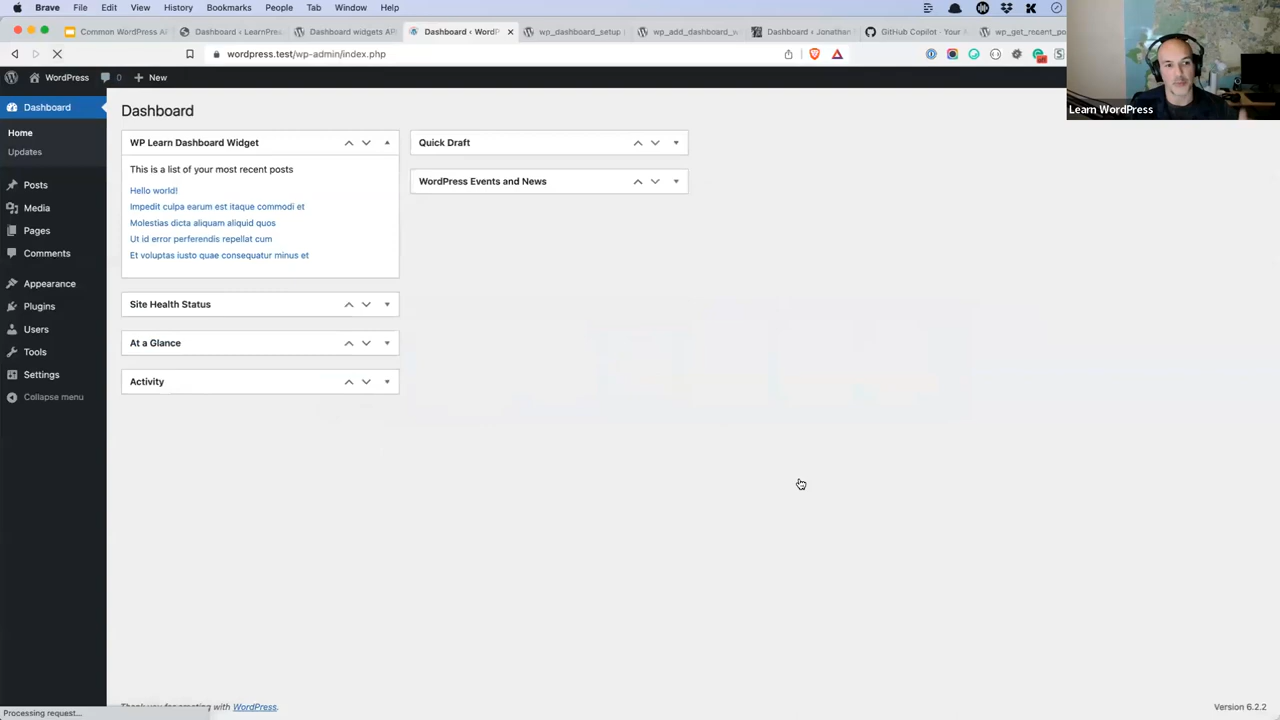 Brave File Edit View History Bookmarks People Tab Window Help
Common WordPress AP
Dashboard ‹ LearnPres
Dashboard widgets API
Dashboard ‹ WordP
wp_dashboard_setup
wp_add_dashboard_w
Dashboard ‹ Jonathan
GitHub Copilot · Your
wp_get_recent_po
wordpress.test/wp-admin/index.php
WordPress 0 New
Learn WordPress
Dashboard
Home
Updates
Posts
Media
Pages
Comments
Appearance
Plugins
Users
Tools
Settings
Collapse menu
Dashboard
WP Learn Dashboard Widget
This is a list of your most recent posts
Hello world!
Impedit culpa earum est itaque commodi et
Molestias dicta aliquam aliquid quos
Ut id error perferendis repellat cum
Et voluptas iusto quae consequatur minus et
Site Health Status
At a Glance
Activity
Quick Draft
WordPress Events and News
Thank you for creating with WordPress.
Version 6.2.2
Processing request...